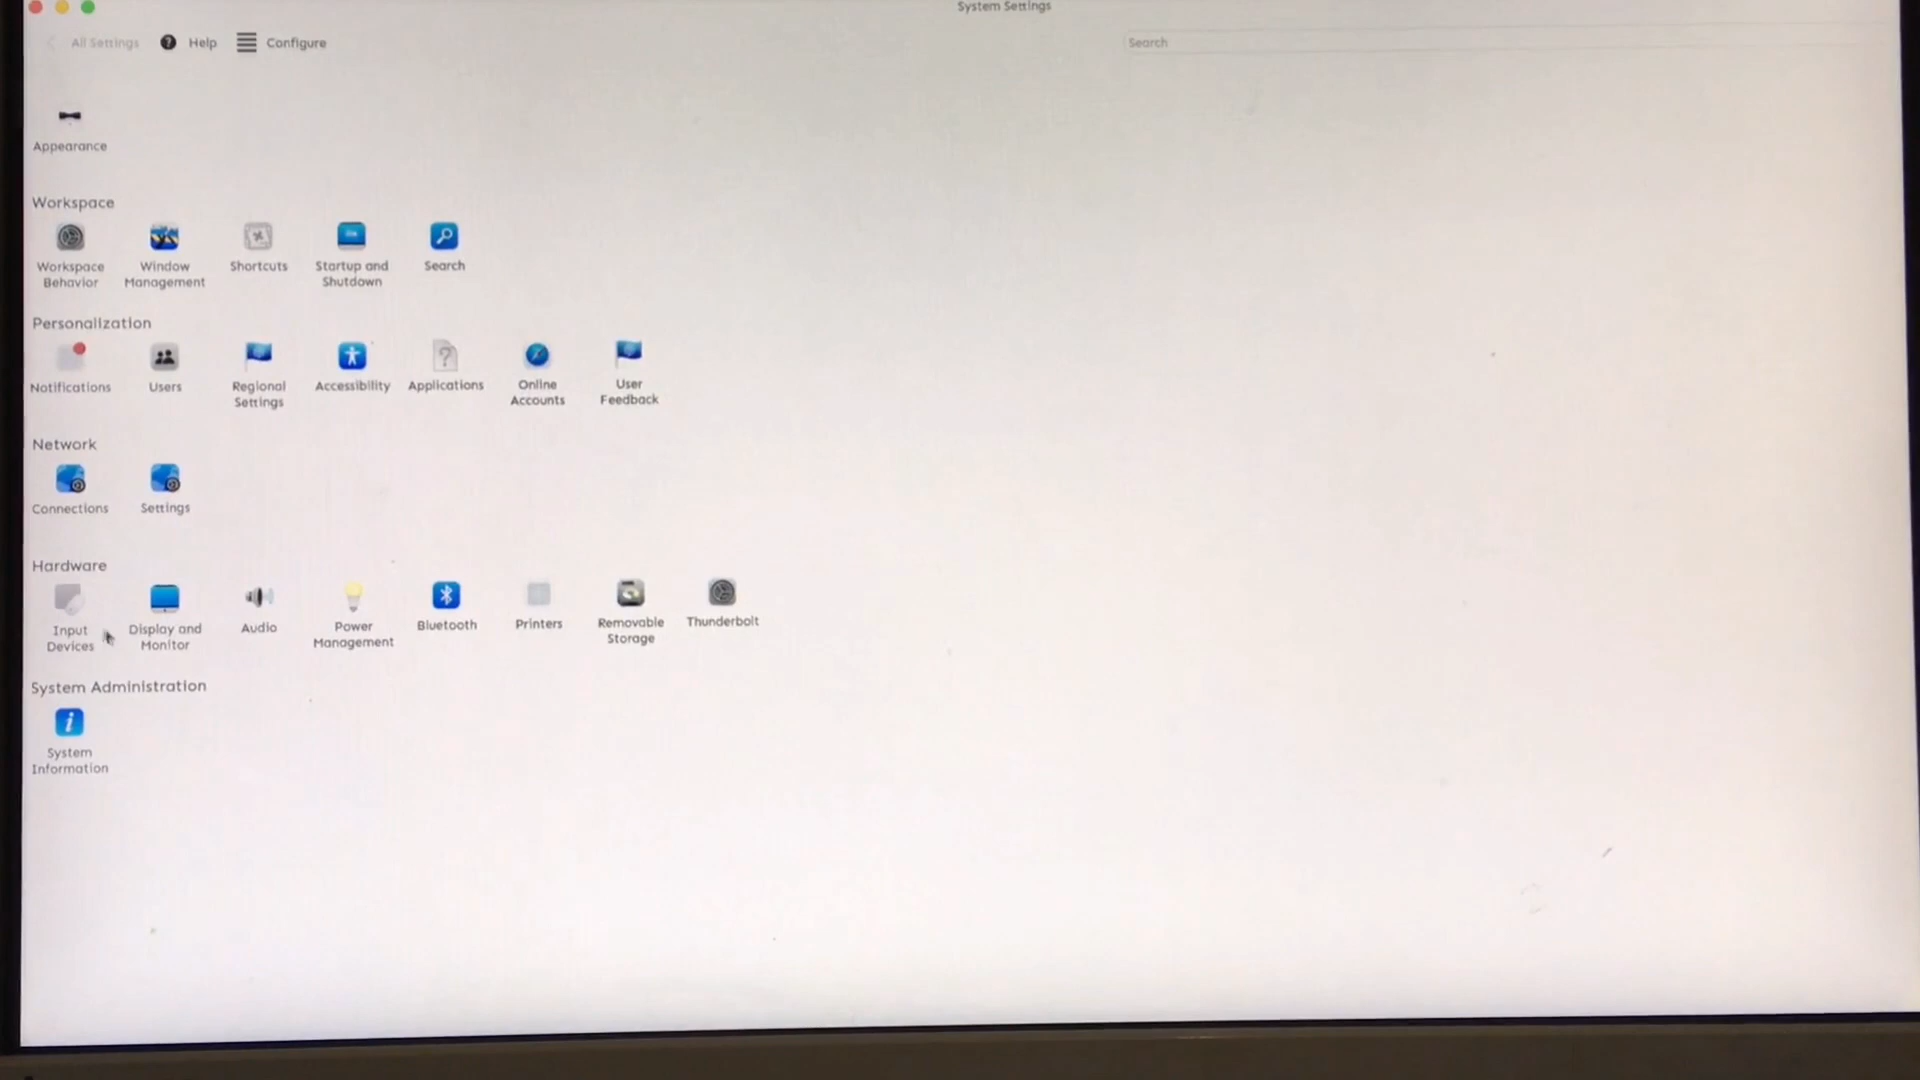 System Settings
All Settings Help Configure Search
Appearance
Workspace
Workspace Behavior
Window Management
Shortcuts
Startup and Shutdown
Search
Personalization
Notifications
Users
Regional Settings
Accessibility
Applications
Online Accounts
User Feedback
Network
Connections
Settings
Hardware
Input Devices
Display and Monitor
Audio
Power Management
Bluetooth
Printers
Removable Storage
Thunderbolt
System Administration
System Information